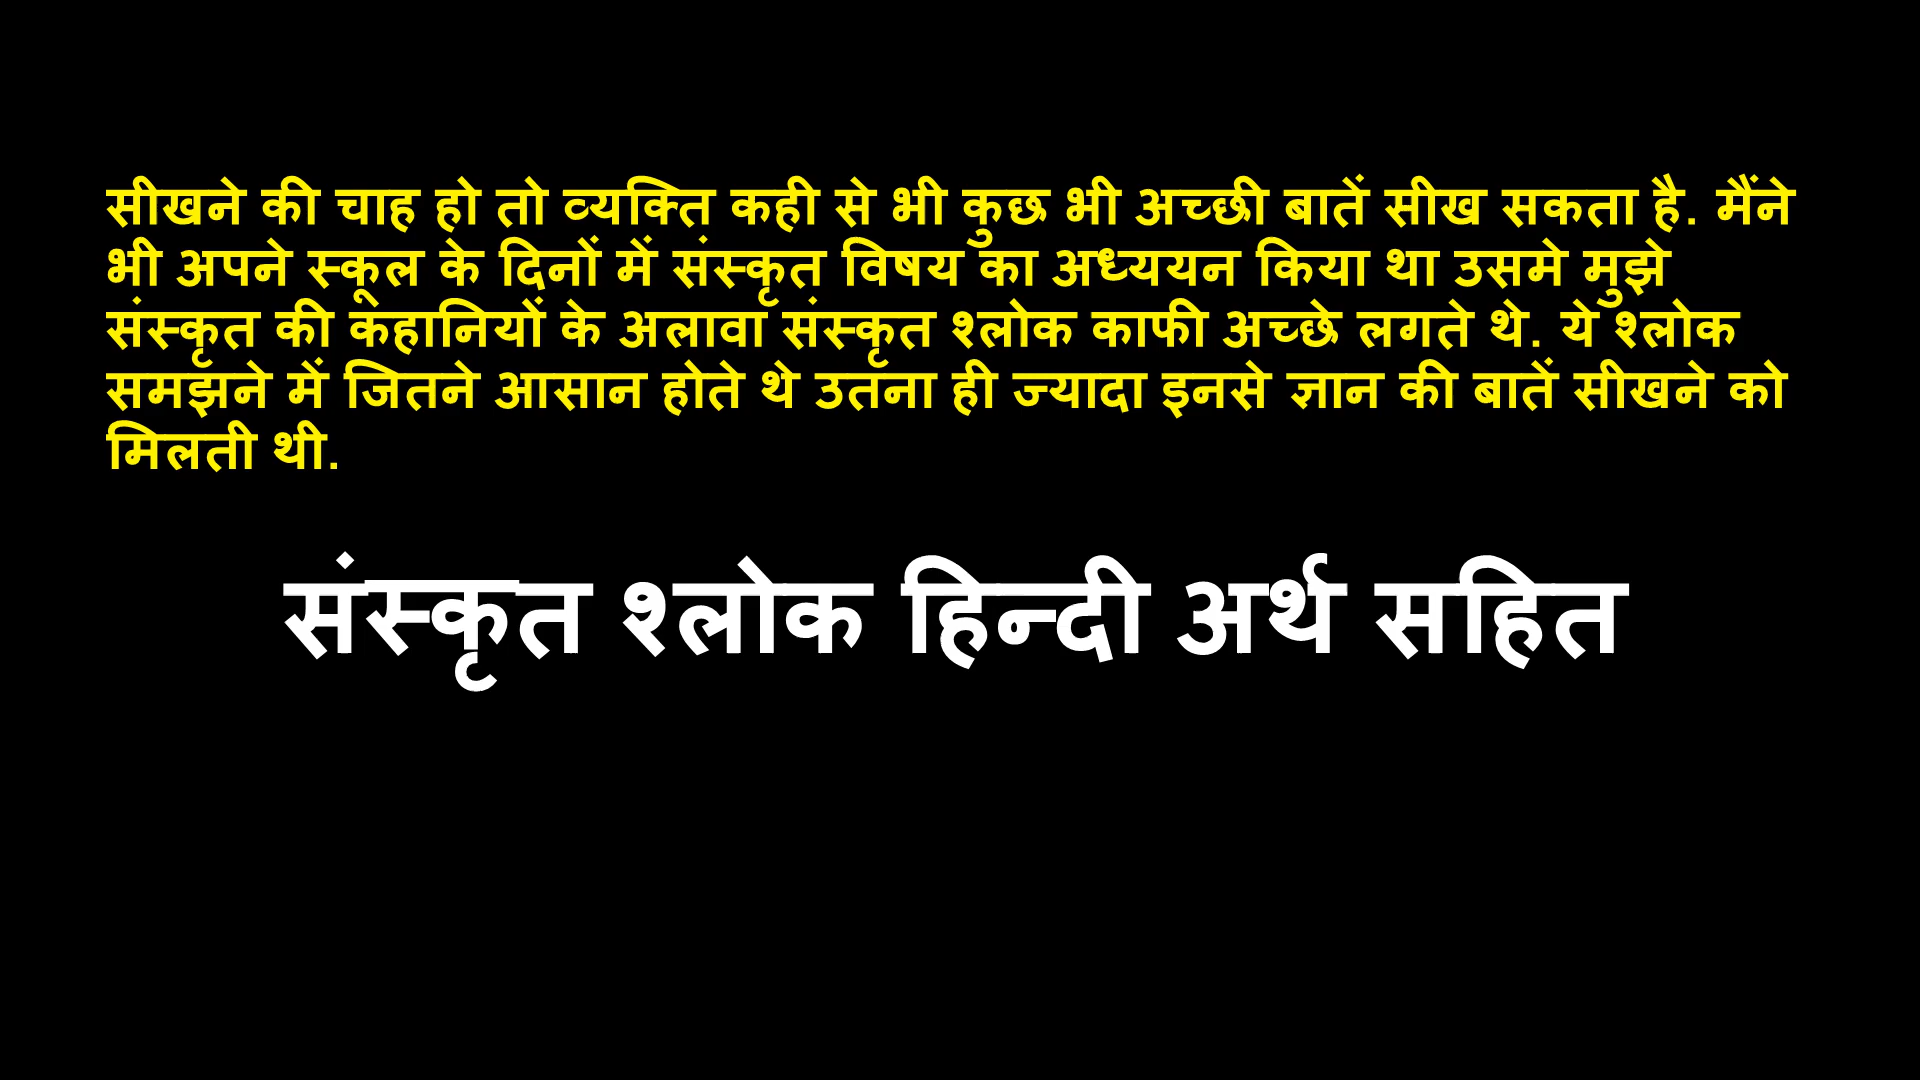 सीखने की चाह हो तो व्यक्ति कही से भी कुछ भी अच्छी बातें सीख सकता है. मैंने
भी अपने स्कूल के दिनों में संस्कृत विषय का अध्ययन किया था उसमे मुझे
संस्कृत की कहानियों के अलावा संस्कृत श्लोक काफी अच्छे लगते थे. ये श्लोक
समझने में जितने आसान होते थे उतना ही ज्यादा इनसे ज्ञान की बातें सीखने को
मिलती थी.
संस्कृत श्लोक हिन्दी अर्थ सहित